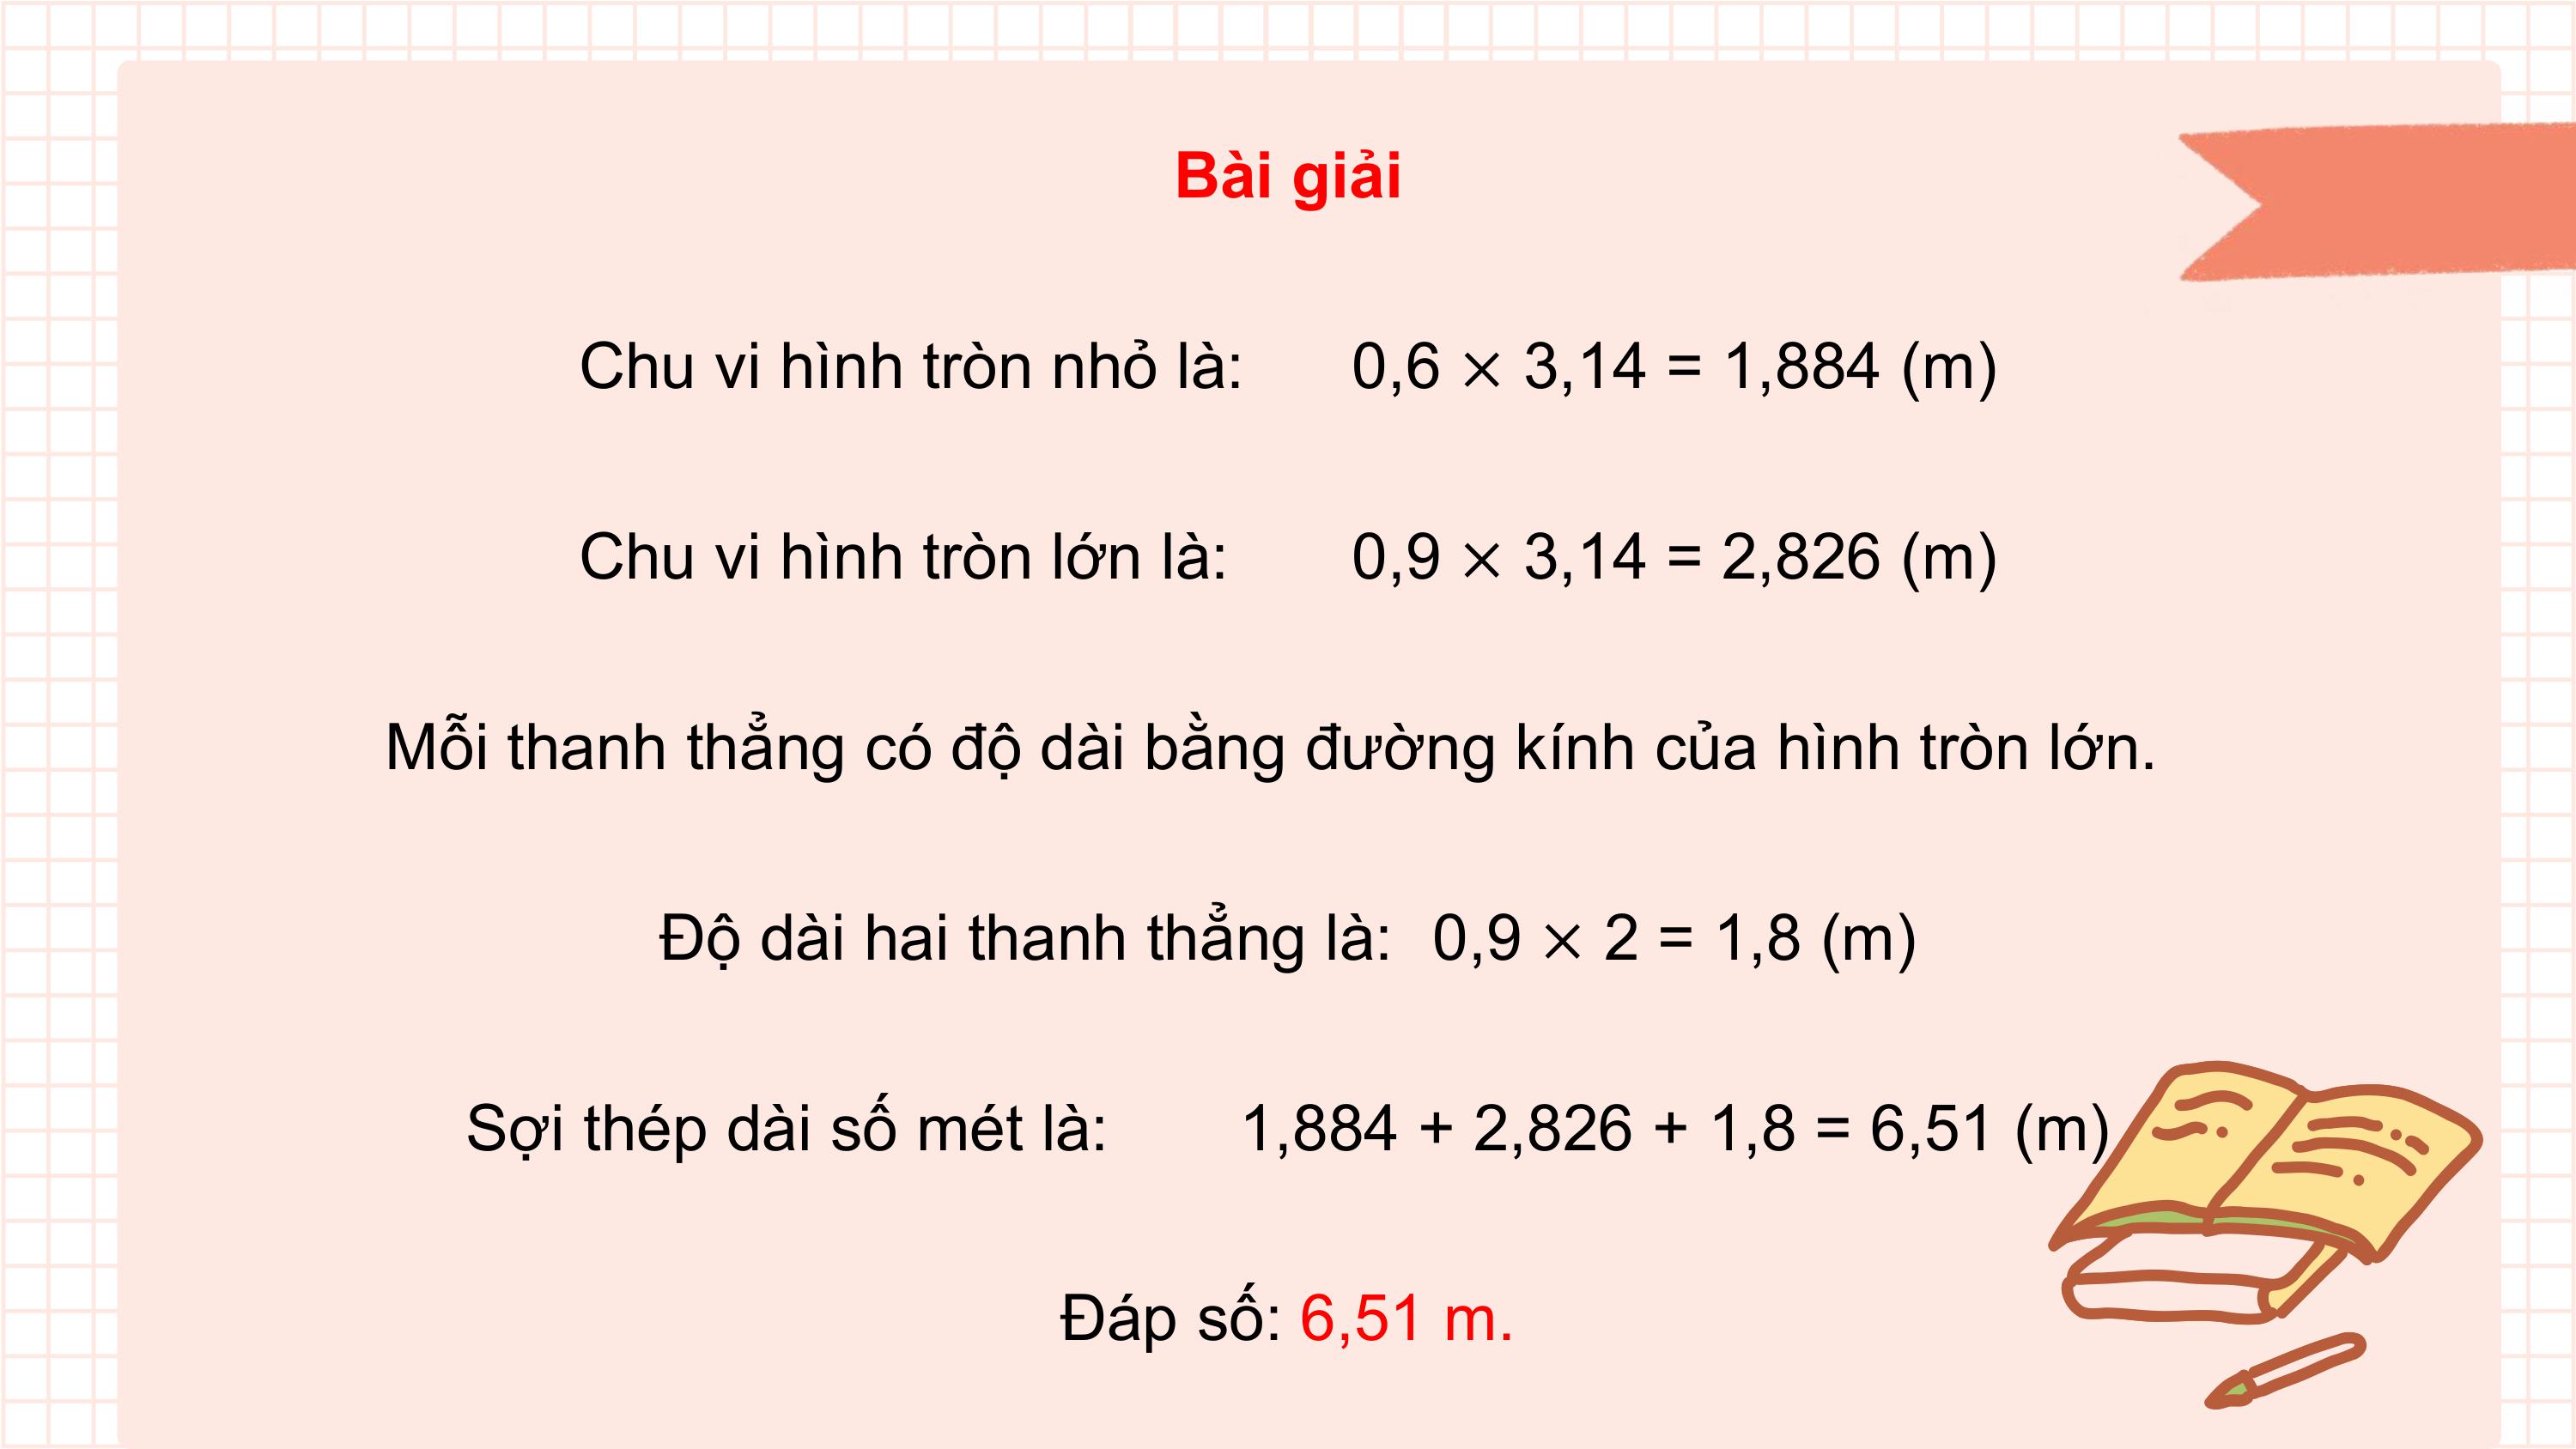 Bài giải
Chu vi hình tròn nhỏ là: 0,6 × 3,14 = 1,884 (m)
Chu vi hình tròn lớn là: 0,9 × 3,14 = 2,826 (m)
Mỗi thanh thẳng có độ dài bằng đường kính của hình tròn lớn.
Độ dài hai thanh thẳng là: 0,9 × 2 = 1,8 (m)
Sợi thép dài số mét là: 1,884 + 2,826 + 1,8 = 6,51 (m)
Đáp số: 6,51 m.